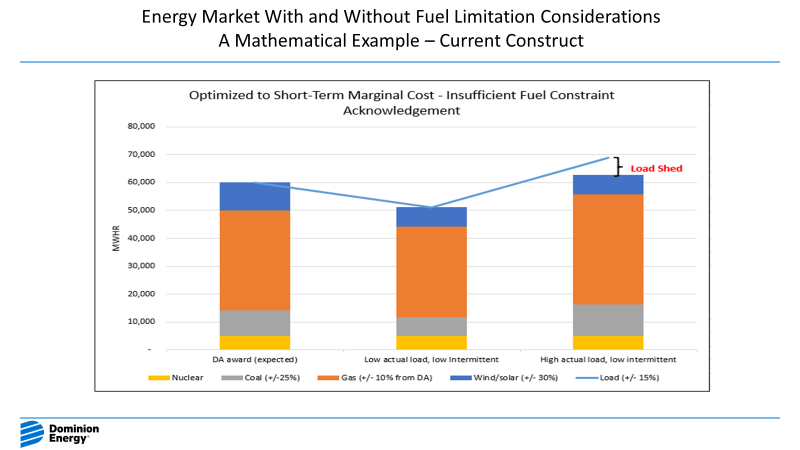 Energy Market With and Without Fuel Limitation Considerations
A Mathematical Example – Current Construct
Optimized to Short-Term Marginal Cost - Insufficient Fuel Constraint
Acknowledgement
80,000
70,000
60,000
50,000
40,000
30,000
20,000
10,000
-
MWHR
Load Shed
DA award (expected)
Low actual load, low Intermittent
High actual load, low intermittent
Nuclear
Coal (+/-25%)
Gas (+/- 10% from DA)
Wind/solar (+/- 30%)
Load (+/- 15%)
Dominion
Energy®